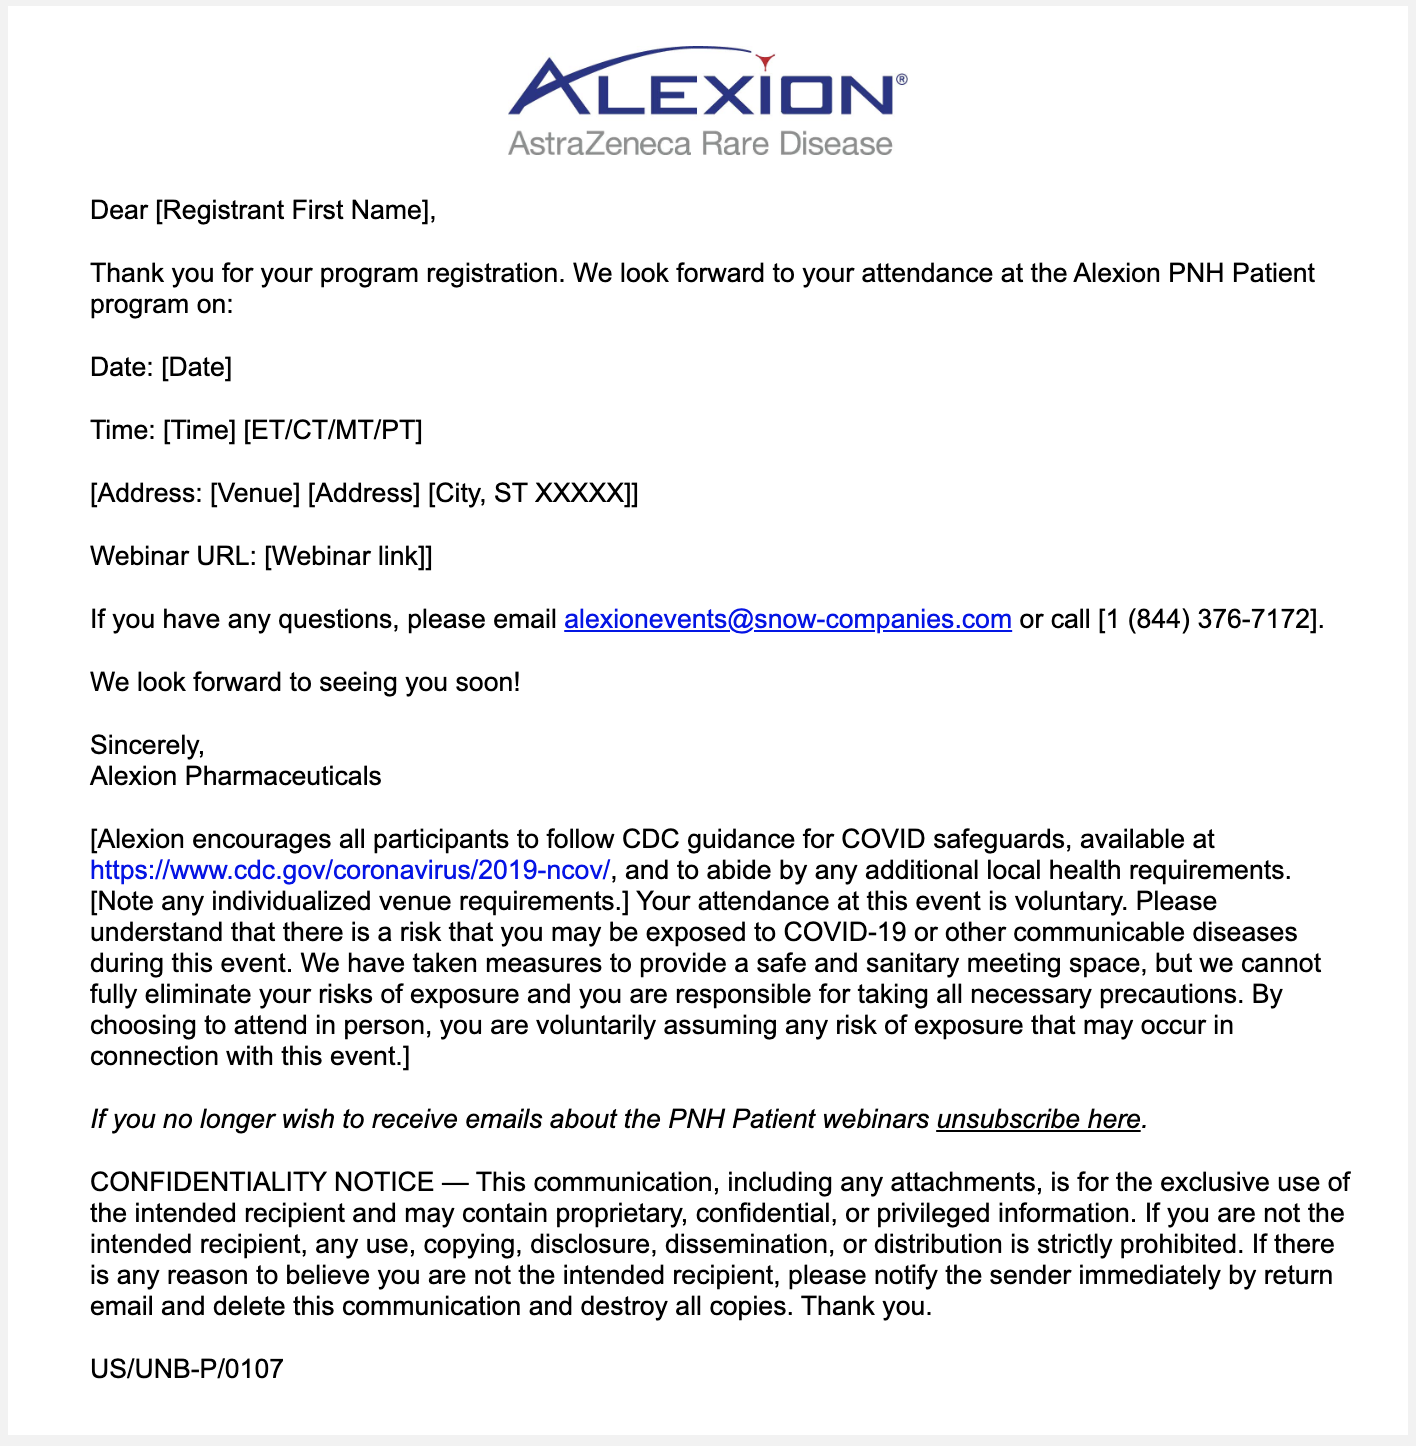 ALEXION®
AstraZeneca Rare Disease
Dear [Registrant First Name],
Thank you for your program registration. We look forward to your attendance at the Alexion PNH Patient
program on:
Date: [Date]
Time: [Time] [ET/CT/MT/PT]
[Address: [Venue] [Address] [City, ST XXXXX]]
Webinar URL: [Webinar link]]
If you have any questions, please email alexionevents@snow-companies.com or call [1 (844) 376-7172].
We look forward to seeing you soon!
Sincerely,
Alexion Pharmaceuticals
[Alexion encourages all participants to follow CDC guidance for COVID safeguards, available at
https://www.cdc.gov/coronavirus/2019-ncov/, and to abide by any additional local health requirements.
[Note any individualized venue requirements.] Your attendance at this event is voluntary. Please
understand that there is a risk that you may be exposed to COVID-19 or other communicable diseases
during this event. We have taken measures to provide a safe and sanitary meeting space, but we cannot
fully eliminate your risks of exposure and you are responsible for taking all necessary precautions. By
choosing to attend in person, you are voluntarily assuming any risk of exposure that may occur in
connection with this event.]
If you no longer wish to receive emails about the PNH Patient webinars unsubscribe here.
CONFIDENTIALITY NOTICE — This communication, including any attachments, is for the exclusive use of
the intended recipient and may contain proprietary, confidential, or privileged information. If you are not the
intended recipient, any use, copying, disclosure, dissemination, or distribution is strictly prohibited. If there
is any reason to believe you are not the intended recipient, please notify the sender immediately by return
email and delete this communication and destroy all copies. Thank you.
US/UNB-P/0107